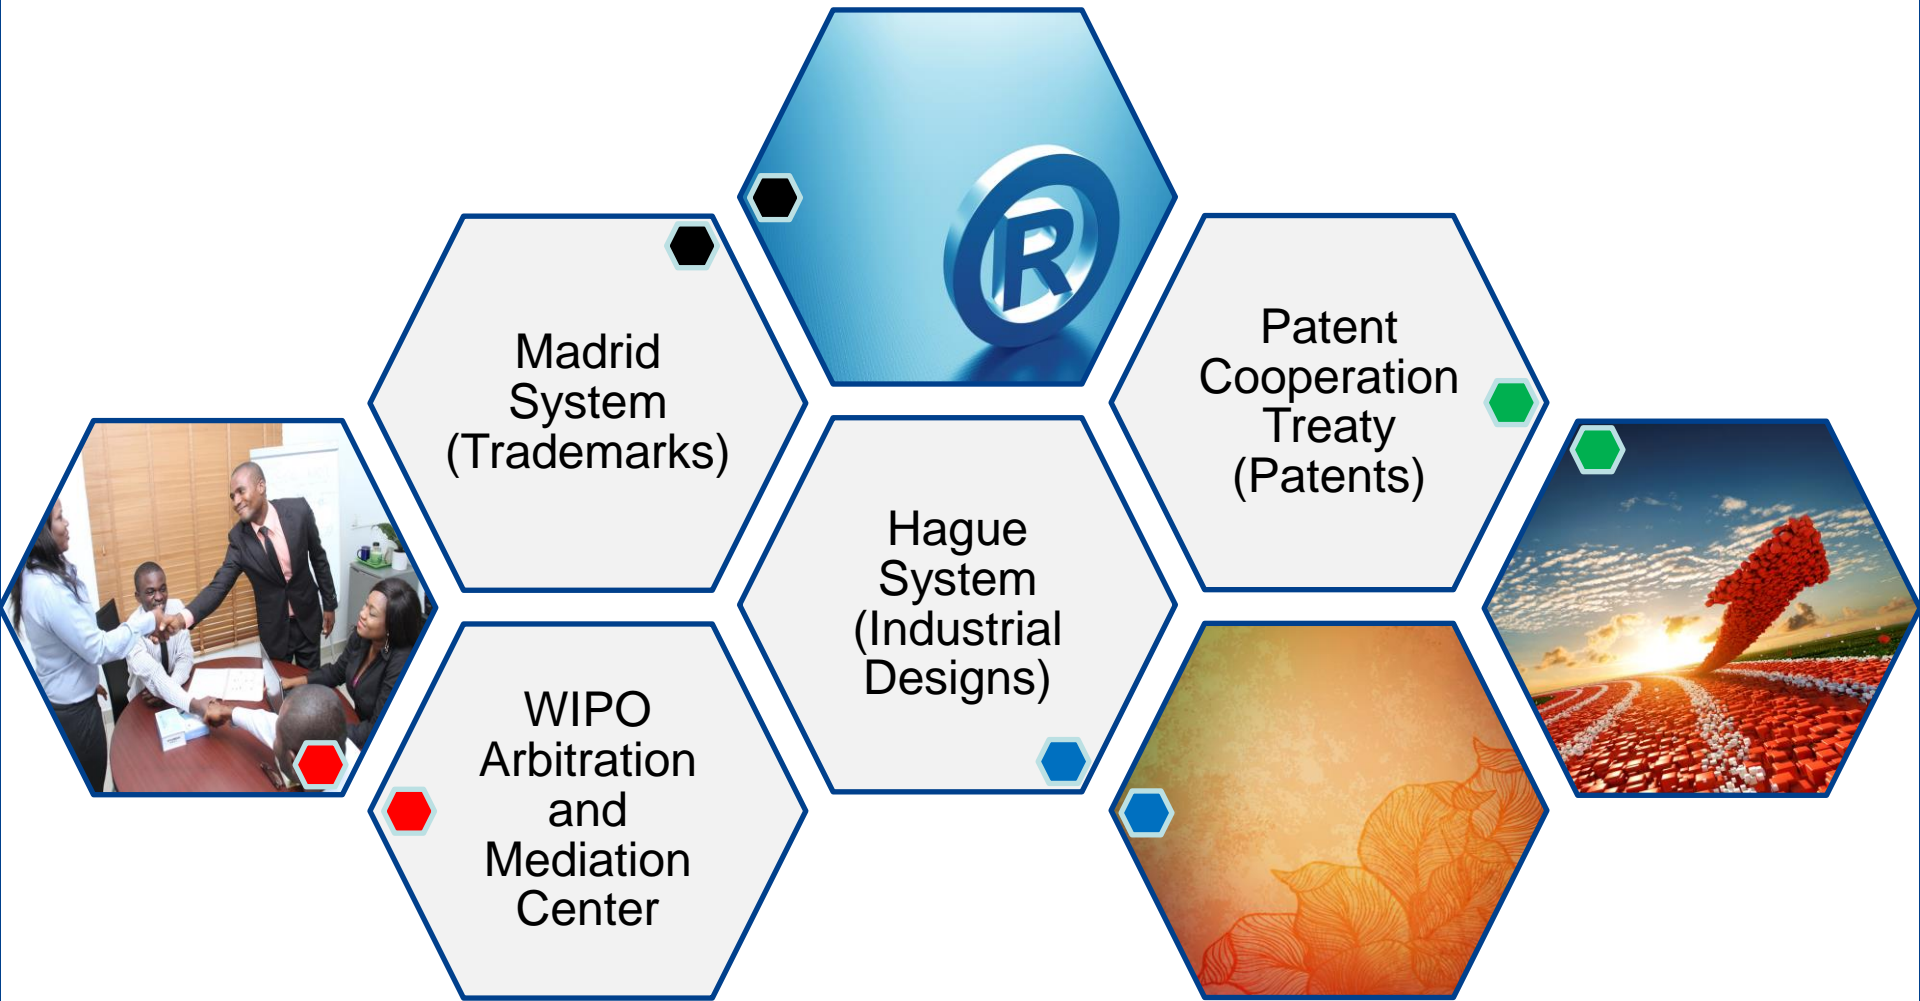 Madrid
System
(Trademarks)
WIPO
Arbitration
and
Mediation
Center
R
Hague
System
(Industrial
Designs)
Patent
Cooperation
Treaty
(Patents)